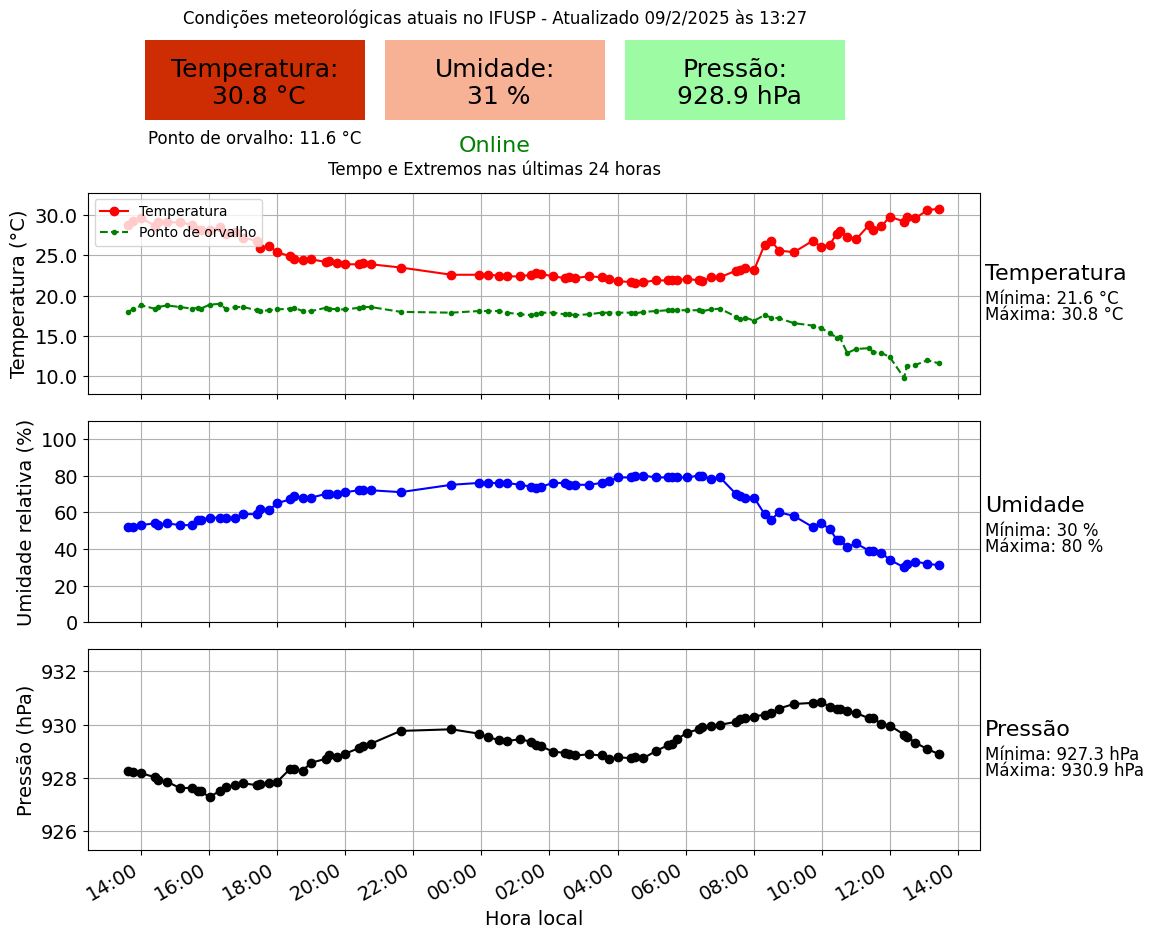 Condições meteorológicas atuais no IFUSP - Atualizado 09/2/2025 às 13:27
Temperatura:
30.8 °C
Umidade:
31 %
Pressão:
928.9 hPa
Ponto de orvalho: 11.6 °C
Online
Tempo e Extremos nas últimas 24 horas
Temperatura (°C)
30.0
25.0
20.0
15.0
10.0
Temperatura
Ponto de orvalho
Temperatura
Mínima: 21.6 °C
Máxima: 30.8 °C
Umidade relativa (%)
100
80
60
40
20
0
Umidade
Mínima: 30 %
Máxima: 80 %
Pressão (hPa)
932
930
928
926
Pressão
Mínima: 927.3 hPa
Máxima: 930.9 hPa
14:00 16:00 18:00 20:00 22:00 00:00 02:00 04:00 06:00 08:00 10:00 12:00 14:00
Hora local